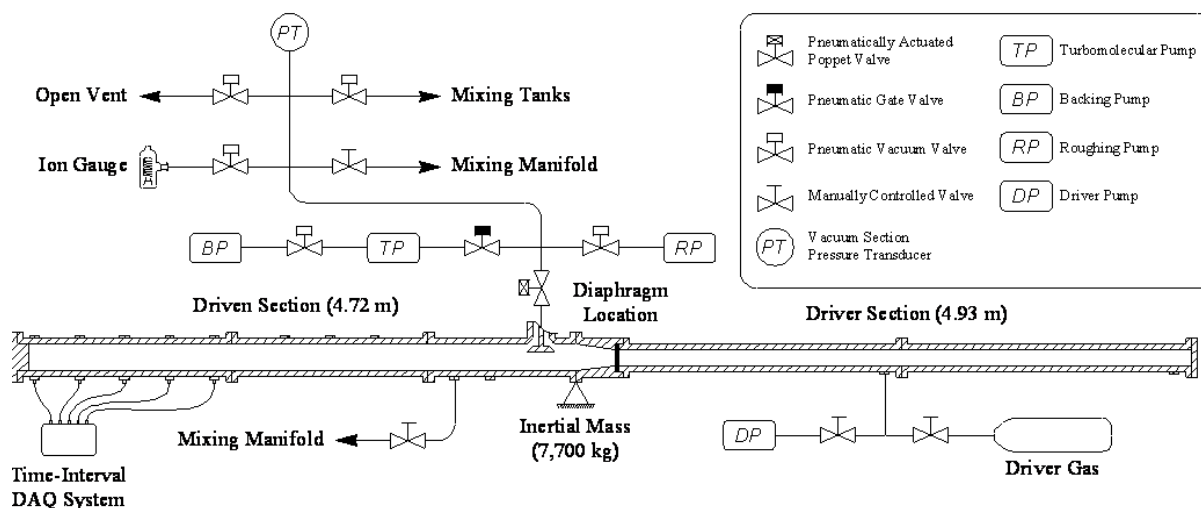 PT
Open Vent
Mixing Tanks
Ion Gauge
Mixing Manifold
BP
TP
RP
Driven Section (4.72 m)
Diaphragm
Location
Driver Section (4.93 m)
Mixing Manifold
Inertial Mass
(7,700 kg)
DP
Driver Gas
Time-Interval
DAQ System
Pneumatically Actuated
Poppet Valve
TP
Turbomolecular Pump
Pneumatic Gate Valve
BP
Backing Pump
Pneumatic Vacuum Valve
RP
Roughing Pump
Manually Controlled Valve
DP
Driver Pump
PT
Vacuum Section
Pressure Transducer